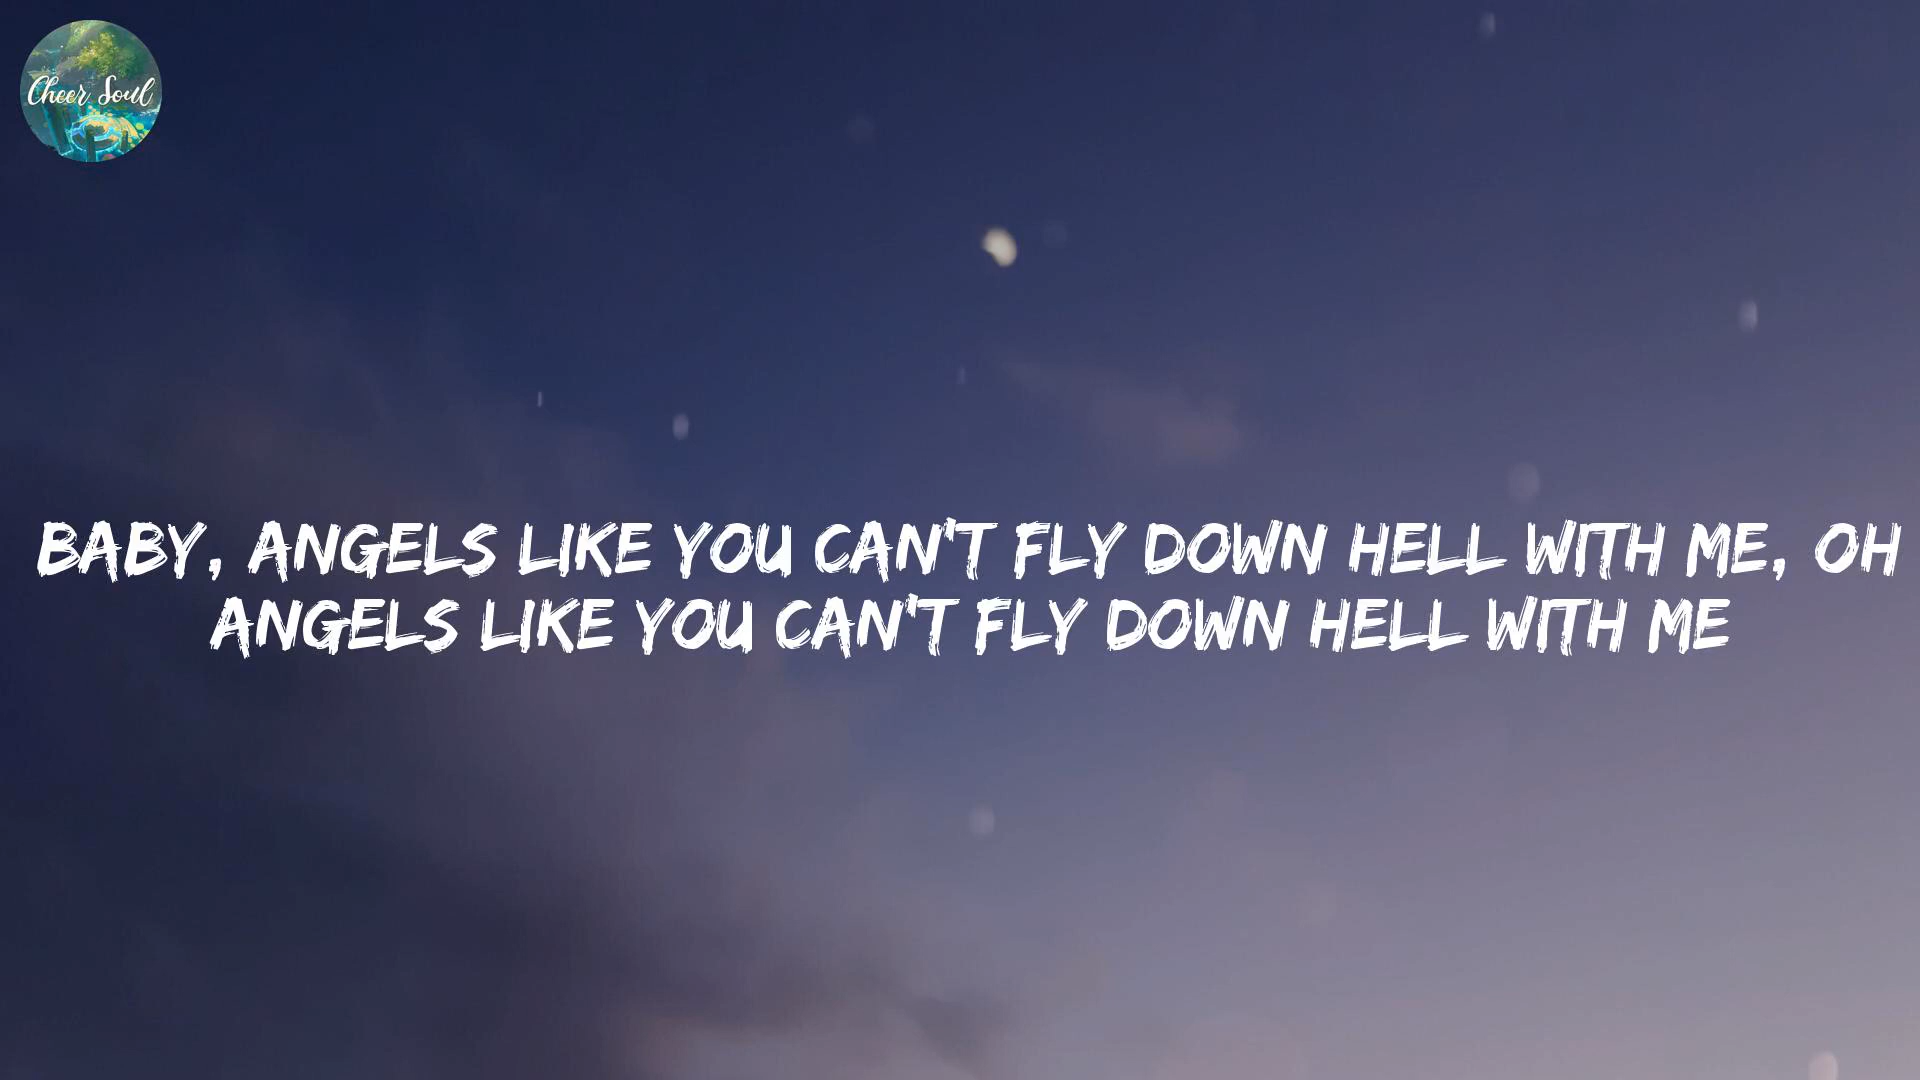 Cheer Soul
BABY, ANGELS LIKE YOU CAN'T FLY DOWN HELL WITH ME, OH
ANGELS LIKE YOU CAN'T FLY DOWN HELL WITH ME